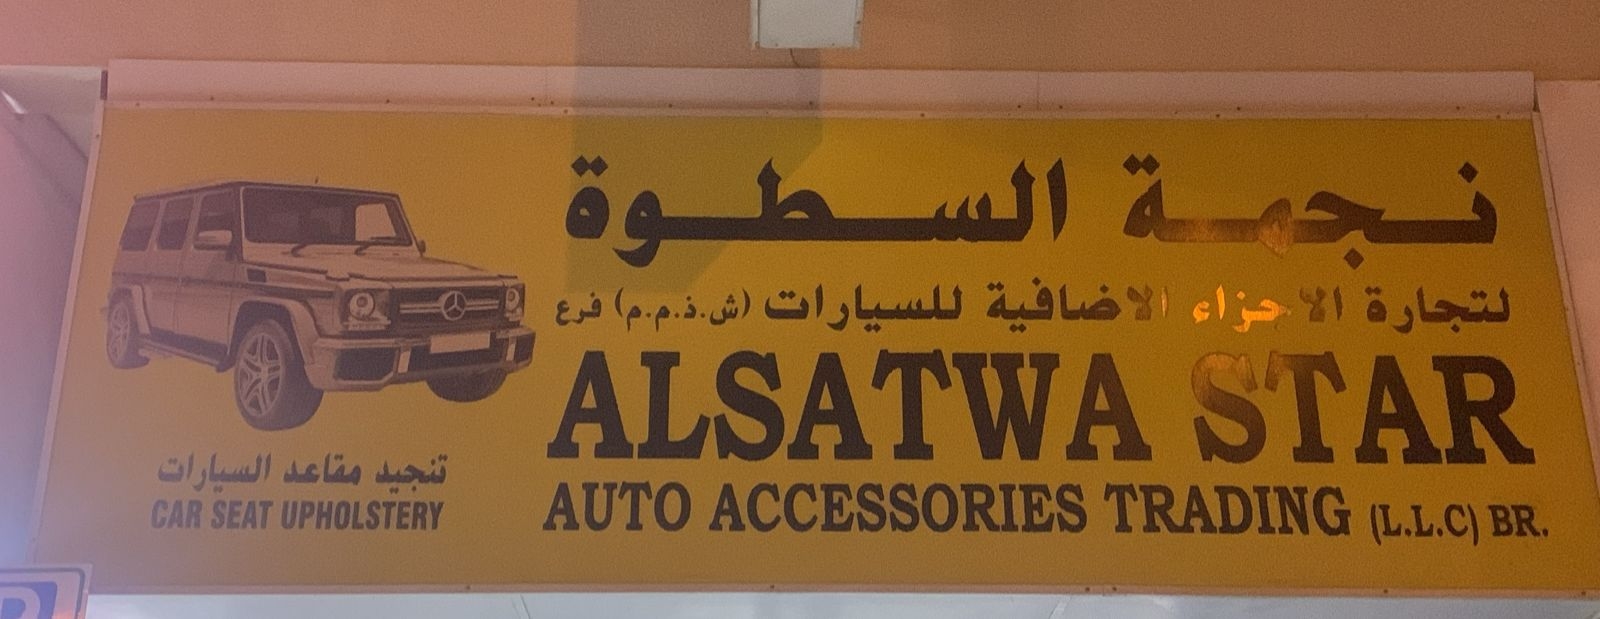 نجمة السطوة
لتجارة الاجزاء الاضافية للسيارات (ش.ذ.م.م) فرع
ALSATWA STAR
AUTO ACCESSORIES TRADING (L.L.C) BR.
تنجيد مقاعد السيارات
CAR SEAT UPHOLSTERY